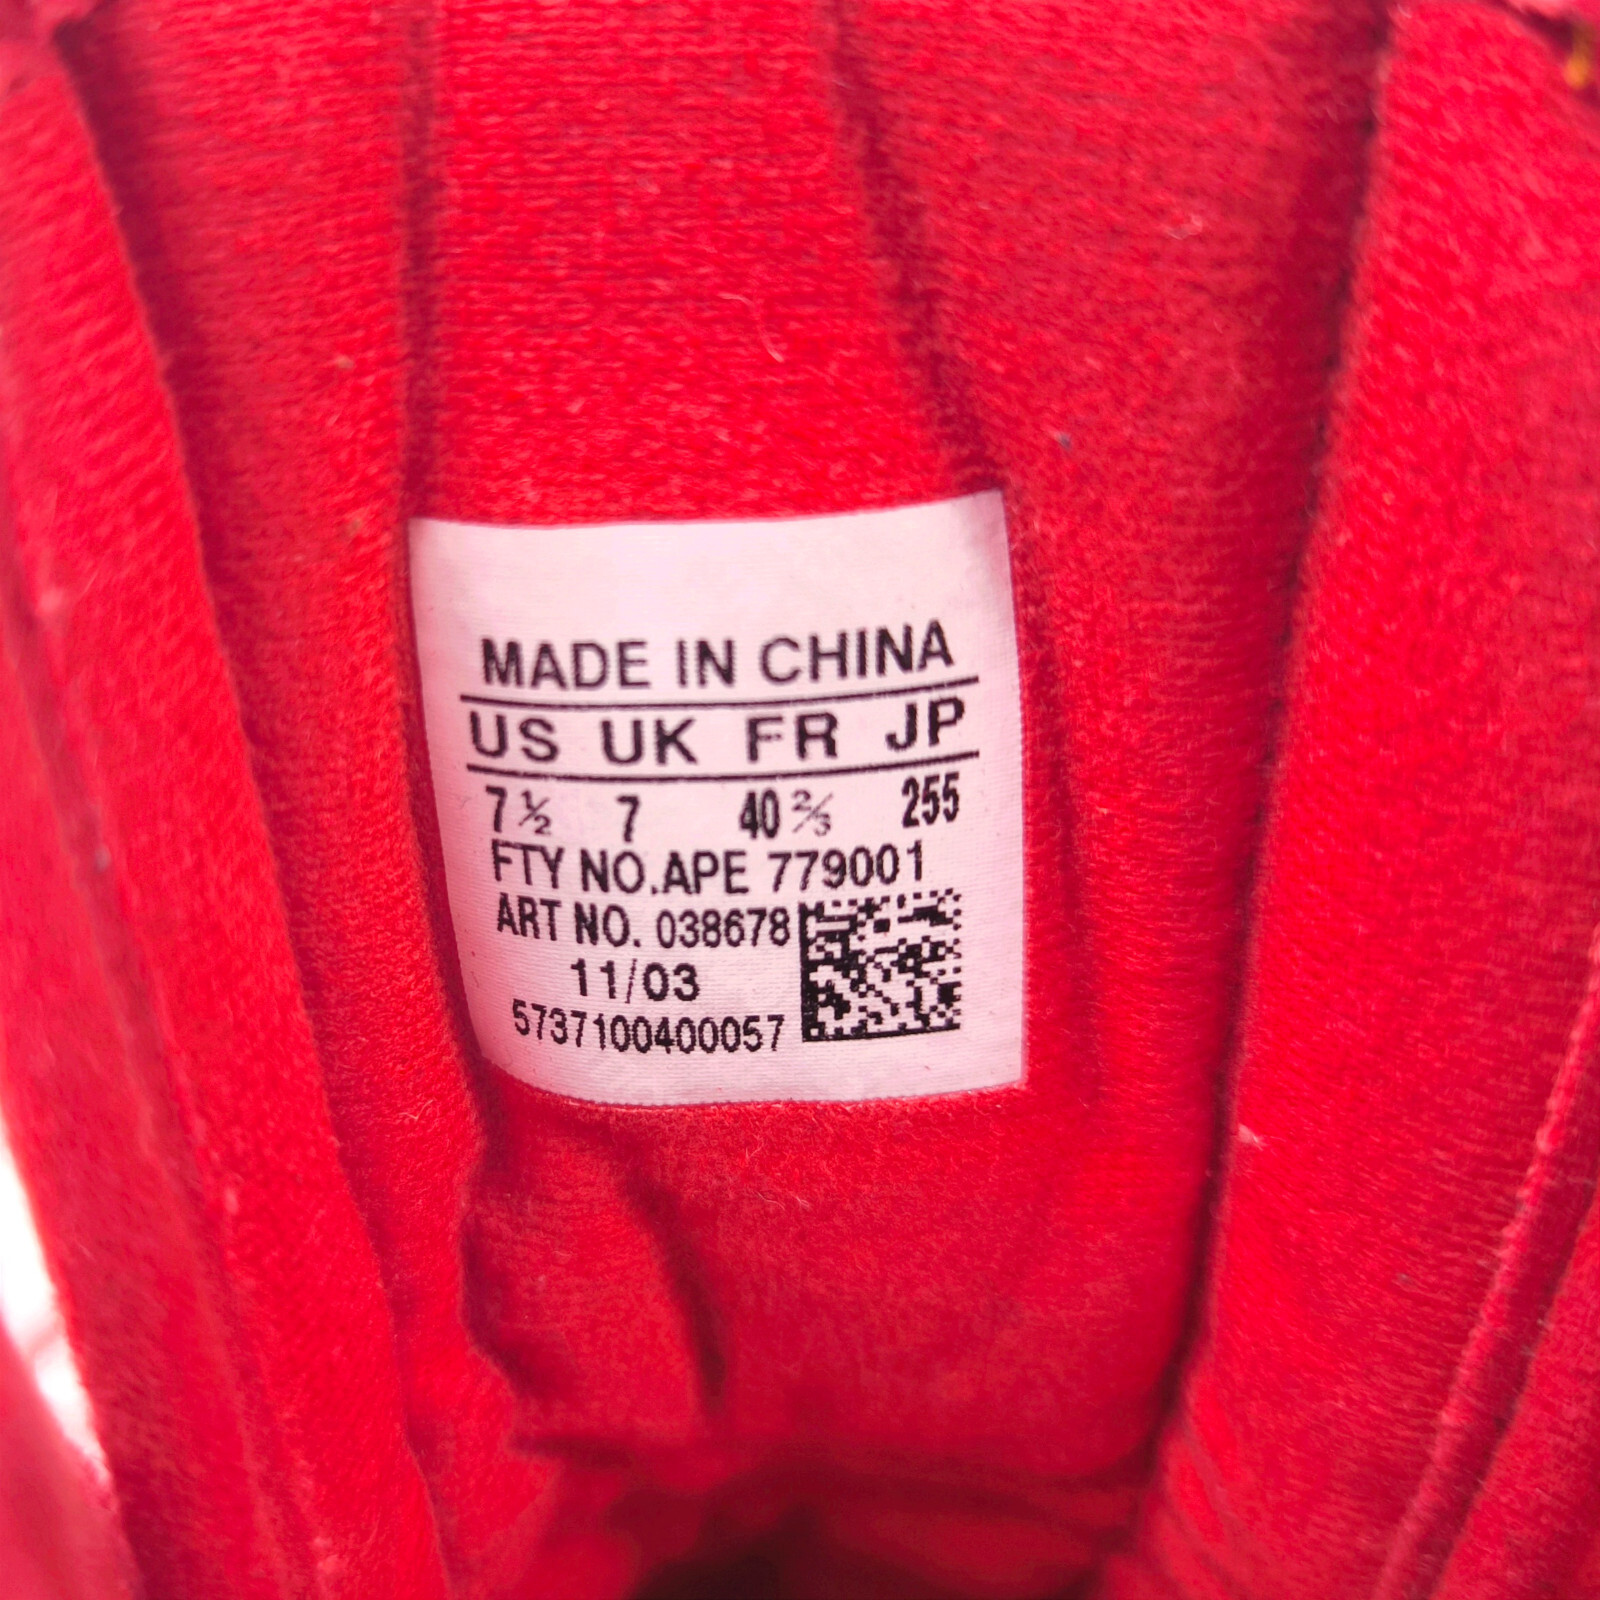 MADE IN CHINA
US UK FR JP
7½ 7 40⅔ 255
FTY NO.APE 779001
ART NO. 038678
11/03
5737100400057